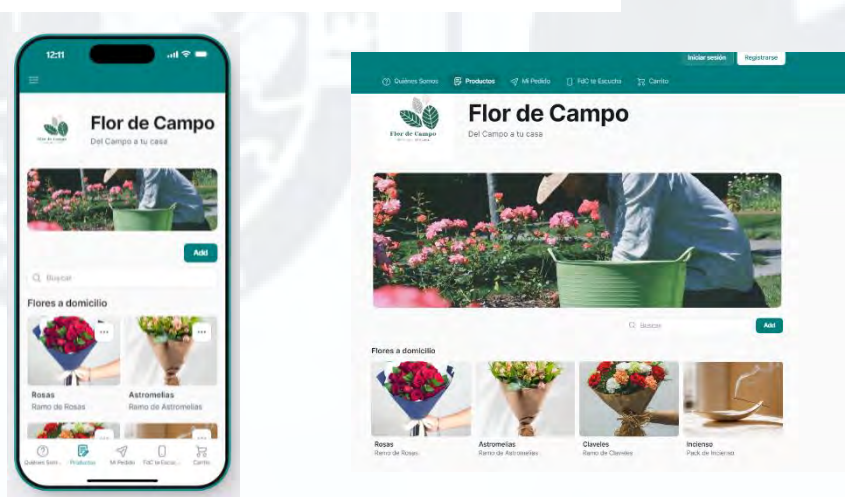 12:11
Flor de Campo
Flor de Campo
Del Campo a tu casa
Add
Buscar
Flores a domicilio
Rosas
Ramo de Rosas
Astromelias
Ramo de Astromelias
Quiénes Som...
Productos
Mi Pedido
FdC te Escuc...
Carrito
Iniciar sesión
Registrarse
Quiénes Somos
Productos
Mi Pedido
FdC te Escucha
Carrito
Flor de Campo
Flor de Campo
Del Campo a tu casa
Buscar
Add
Flores a domicilio
Rosas
Ramo de Rosas
Astromelias
Ramo de Astromelias
Claveles
Ramo de Claveles
Incienso
Pack de Incienso